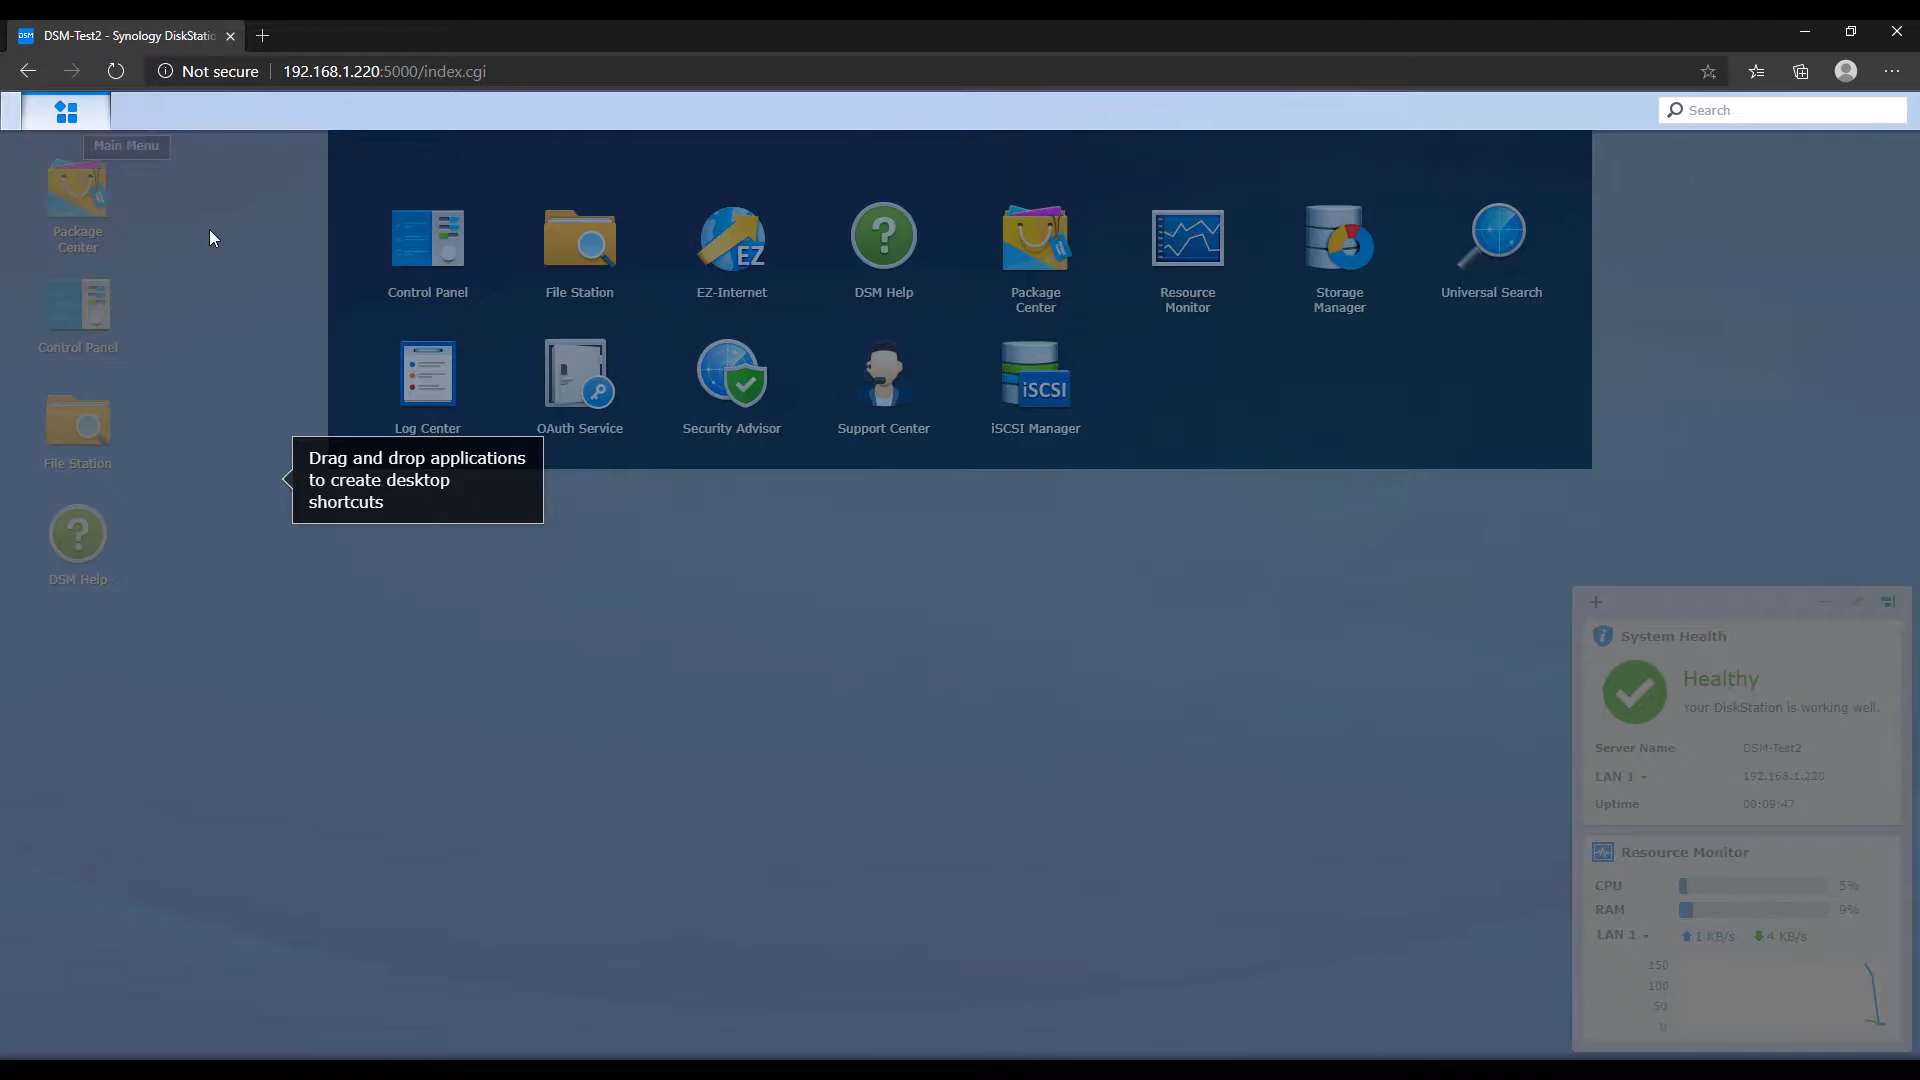 DSM
DSM-Test2 - Synology DiskStatio
Not secure
192.168.1.220:5000/index.cgi
Search
Main Menu
Package
Center
Control Panel
File Station
DSM Help
Control Panel
File Station
EZ
EZ-Internet
DSM Help
Package
Center
Resource
Monitor
Storage
Manager
Universal Search
Log Center
OAuth Service
Security Advisor
Support Center
iSCSI
iSCSI Manager
Drag and drop applications
to create desktop
shortcuts
System Health
Healthy
Your DiskStation is working well.
Server Name DSM-Test2
LAN 1 192.168.1.220
Uptime 00:09:47
Resource Monitor
CPU 5%
RAM 9%
LAN 1 1 KB/s 4 KB/s
150
100
50
0